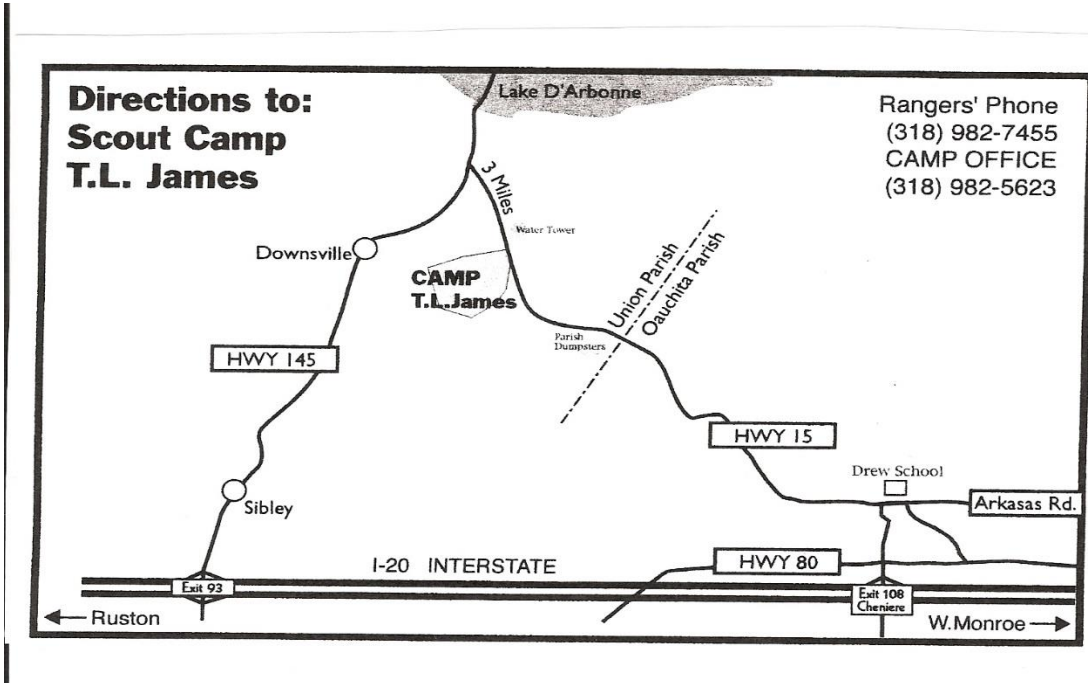 Directions to:
Scout Camp
T.L. James
Lake D'Arbonne
Rangers' Phone
(318) 982-7455
CAMP OFFICE
(318) 982-5623
3 Miles
Water Tower
Downsville
CAMP
T.L.James
Union Parish
Oauchita Parish
Parish
Dumpsters
HWY 145
HWY 15
Drew School
Sibley
Arkasas Rd.
I-20 INTERSTATE
HWY 80
Exit 93
Exit 108
Cheniere
Ruston
W.Monroe